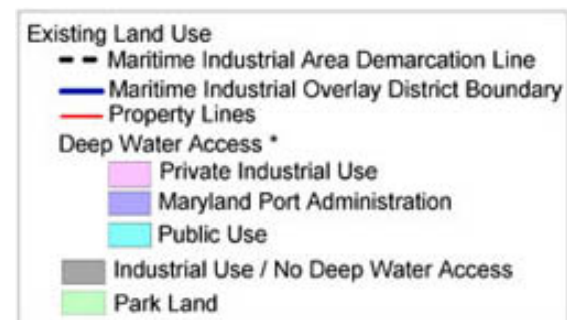 Existing Land Use
Maritime Industrial Area Demarcation Line
Maritime Industrial Overlay District Boundary
Property Lines
Deep Water Access *
Private Industrial Use
Maryland Port Administration
Public Use
Industrial Use / No Deep Water Access
Park Land